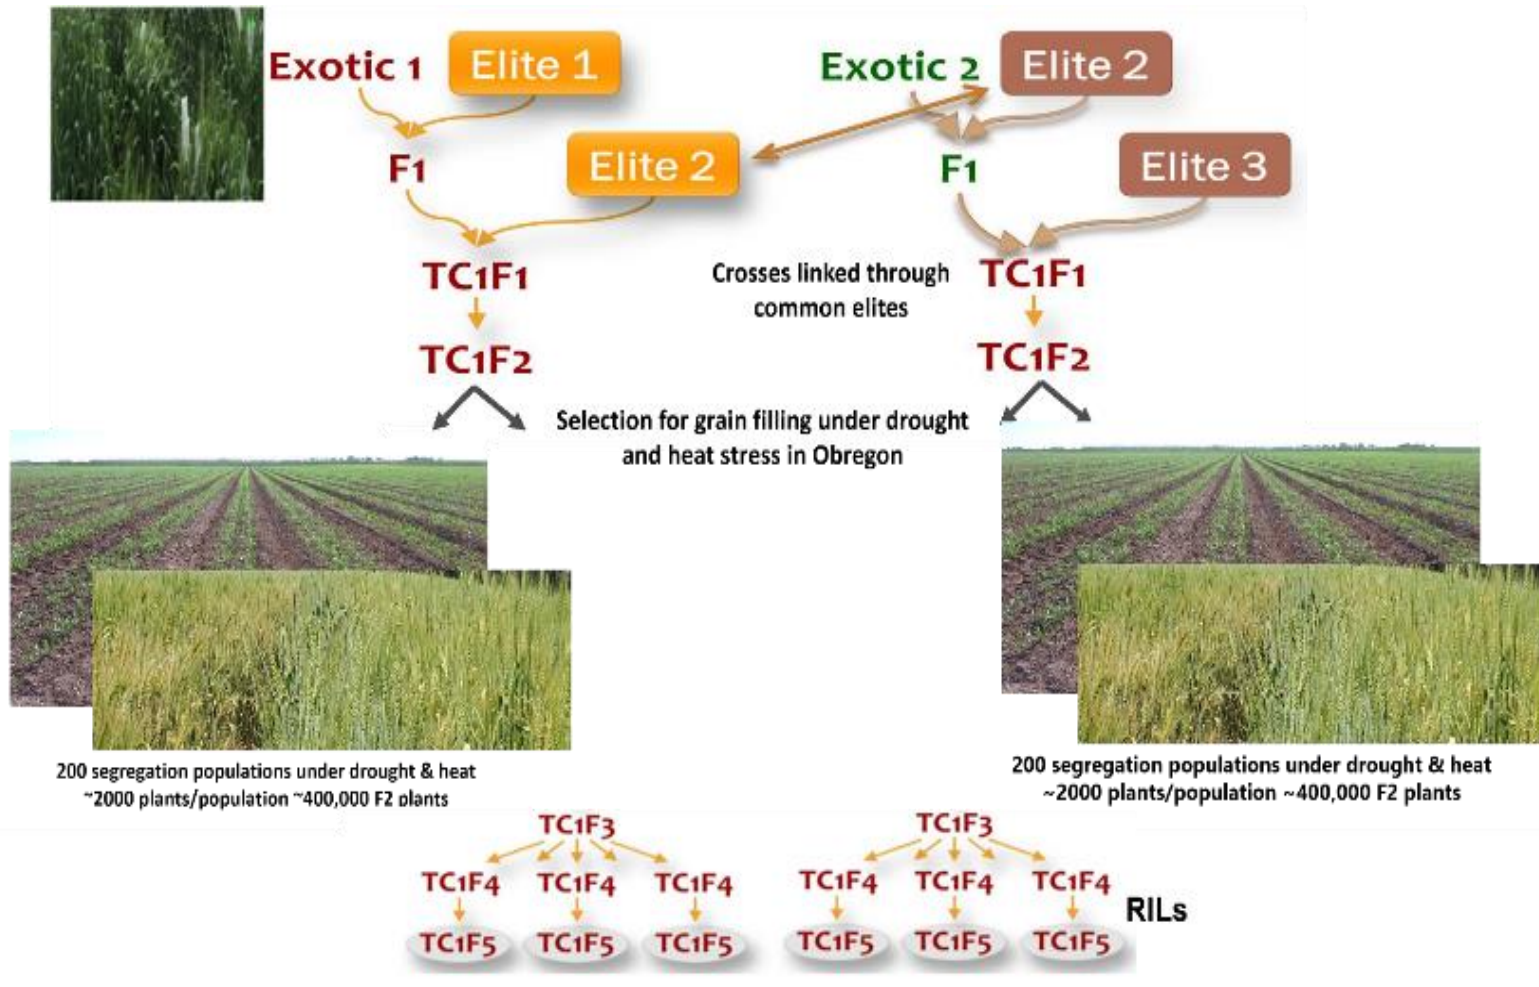 Exotic 1
Elite 1
Exotic 2
Elite 2
F1
Elite 2
F1
Elite 3
TC1F1
Crosses linked through
common elites
TC1F1
TC1F2
TC1F2
Selection for grain filling under drought
and heat stress in Obregon
200 segregation populations under drought & heat
~2000 plants/population ~400,000 F2 plants
200 segregation populations under drought & heat
~2000 plants/population ~400,000 F2 plants
TC1F3
TC1F3
TC1F4
TC1F4
TC1F4
TC1F4
TC1F4
TC1F4
RILs
TC1F5
TC1F5
TC1F5
TC1F5
TC1F5
TC1F5